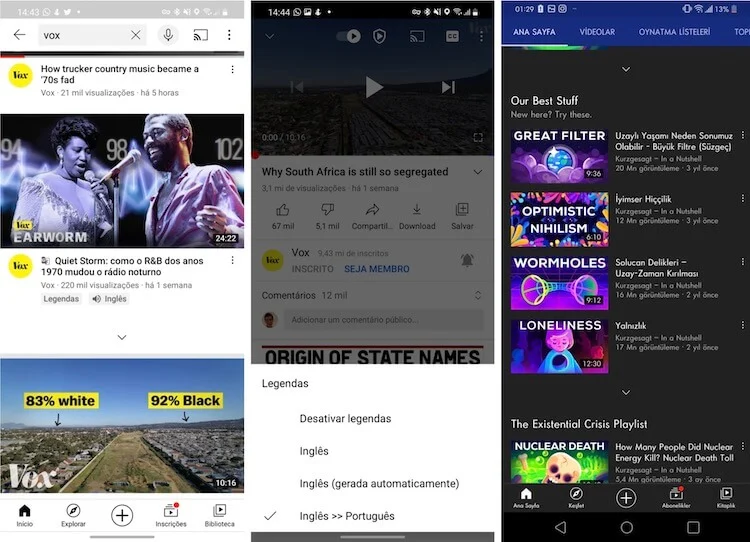 14:43
vox
Vox
How trucker country music became a
'70s fad
Vox · 21 mil visualizações · há 5 horas
94
98
102
Vox
EARWORM
24:22
Vox
Quiet Storm: como o R&B dos anos
1970 mudou o rádio noturno
Vox · 220 mil visualizações · há 1 semana
Legendas
Inglês
83% white
92% Black
Vox
10:16
Início
Explorar
Inscrições
Biblioteca
14:44
CC
0:00 / 10:16
Why South Africa is still so segregated
3,1 mi de visualizações · há 1 semana
67 mil
5,1 mil
Compartil...
Download
Salvar
Vox
Vox
9,43 mi de inscritos
INSCRITO
SEJA MEMBRO
Comentários 12 mil
Adicionar um comentário público...
ORIGIN OF STATE NAMES
Legendas
Desativar legendas
Inglês
Inglês (gerada automaticamente)
Inglês >> Português
01:29
13%
ANA SAYFA
VİDEOLAR
OYNATMA LİSTELERİ
TOPL
Our Best Stuff
New here? Try these.
GREAT FILTER
9:36
Uzaylı Yaşamı Neden Sonumuz
Olabilir - Büyük Filtre (Süzgeç)
Kurzgesagt – In a Nutshell
20 Mn görüntüleme · 3 yıl önce
OPTIMISTIC
NIHILISM
6:10
İyimser Hiççilik
Kurzgesagt – In a Nutshell
12 Mn görüntüleme · 3 yıl önce
WORMHOLES
9:12
Solucan Delikleri –
Uzay-Zaman Kırılması
Kurzgesagt – In a Nutshell
16 Mn görüntüleme · 2 yıl önce
LONELINESS
12:30
Yalnızlık
Kurzgesagt – In a Nutshell
17 Mn görüntüleme · 2 yıl önce
The Existential Crisis Playlist
NUCLEAR DEATH
How Many People Did Nuclear
Energy Kill? Nuclear Death Toll
Kurzgesagt – In a Nutshell
5,4 Mn görüntüleme · 3 ay önce
Ana Sayfa
Keşfet
Abonelikler
Kitaplık